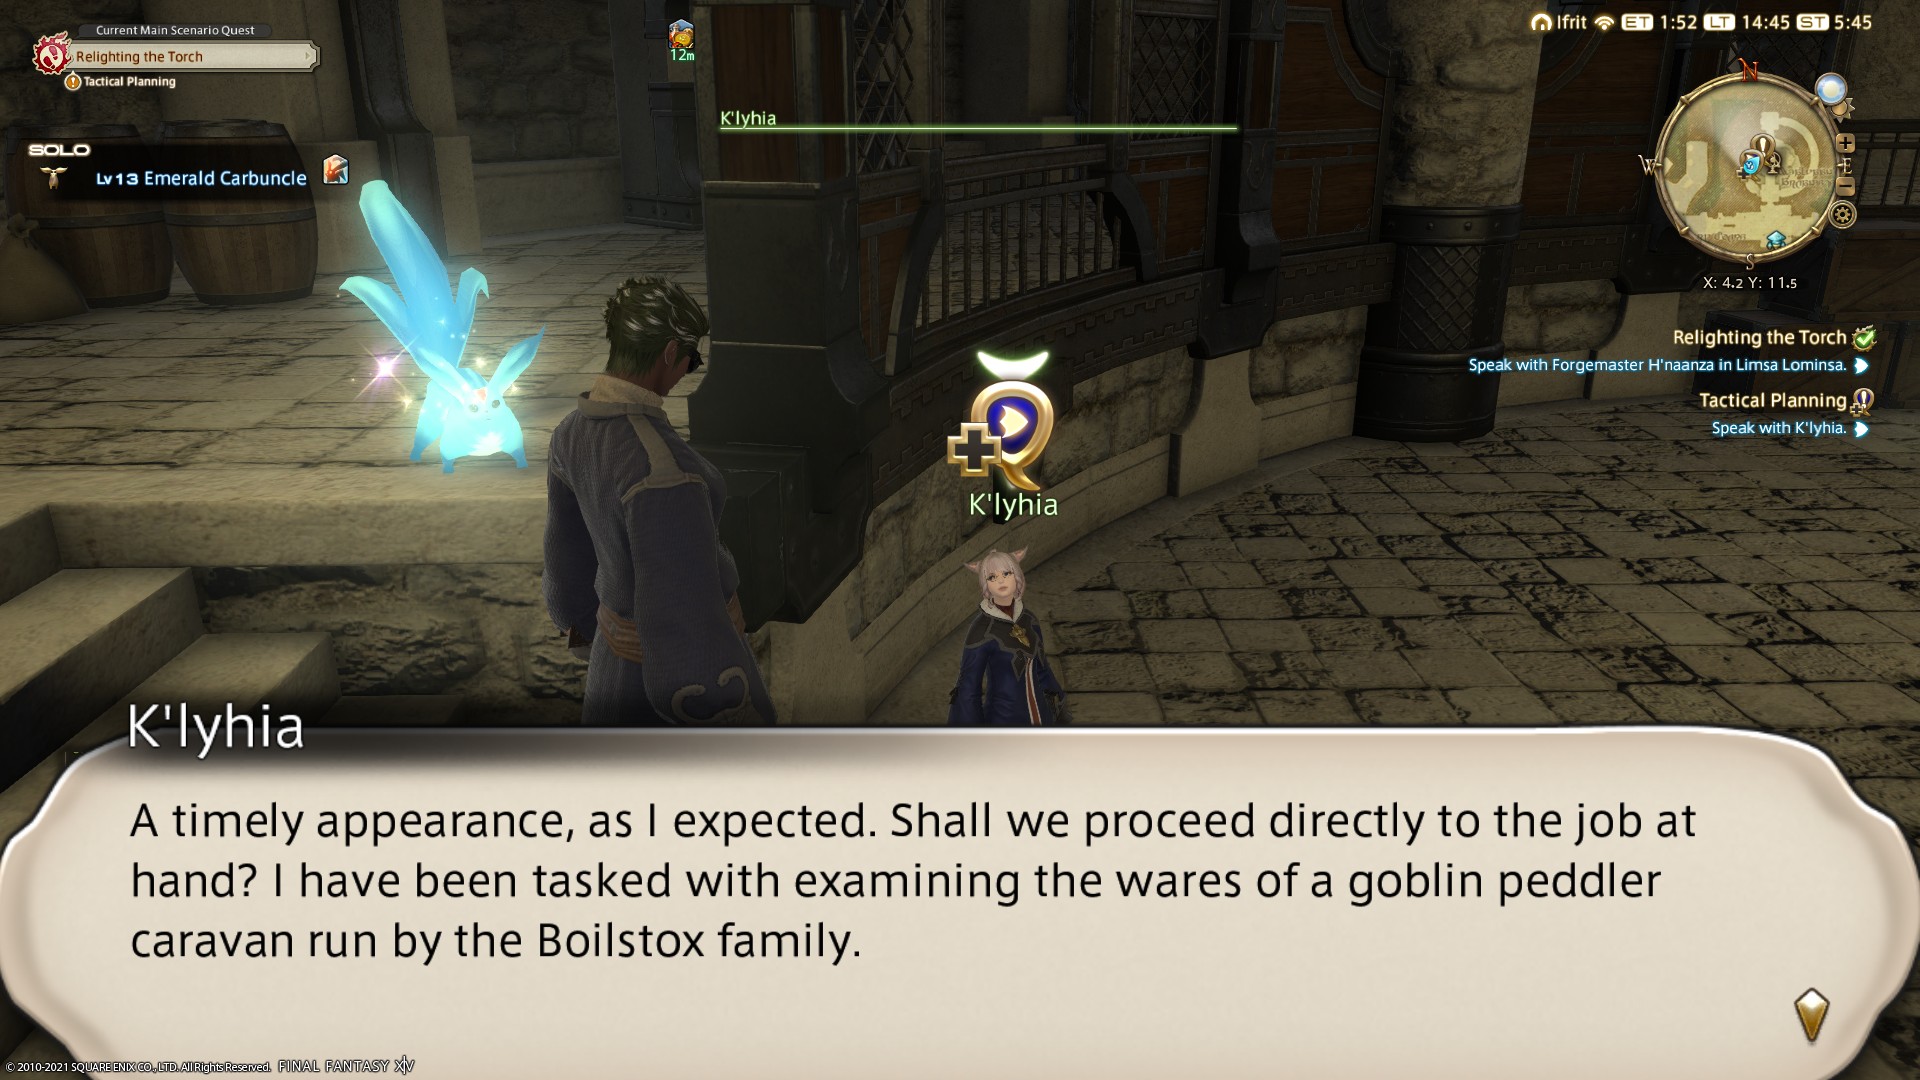 Current Main Scenario Quest
Relighting the Torch
Tactical Planning
SOLO
Lv13 Emerald Carbuncle
12m
K'lyhia
Ifrit ET 1:52 LT 14:45 ST 5:45
N
W
E
S
X: 4.2 Y: 11.5
Relighting the Torch
Speak with Forgemaster H'naanza in Limsa Lominsa.
Tactical Planning
Speak with K'lyhia.
K'lyhia
K'lyhia
A timely appearance, as I expected. Shall we proceed directly to the job at
hand? I have been tasked with examining the wares of a goblin peddler
caravan run by the Boilstox family.
© 2010-2021 SQUARE ENIX CO., LTD. All Rights Reserved. FINAL FANTASY XIV